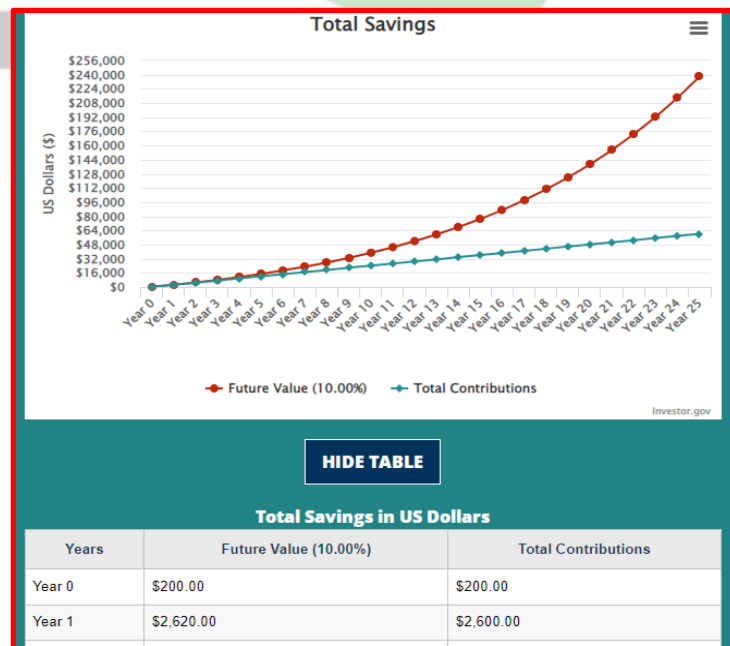 Total Savings
US Dollars ($)
$256,000
$240,000
$224,000
$208,000
$192,000
$176,000
$160,000
$144,000
$128,000
$112,000
$96,000
$80,000
$64,000
$48,000
$32,000
$16,000
$0
Year 0 Year 1 Year 2 Year 3 Year 4 Year 5 Year 6 Year 7 Year 8 Year 9 Year 10 Year 11 Year 12 Year 13 Year 14 Year 15 Year 16 Year 17 Year 18 Year 19 Year 20 Year 21 Year 22 Year 23 Year 24 Year 25
Future Value (10.00%) Total Contributions
Investor.gov
HIDE TABLE
Total Savings in US Dollars
Years Future Value (10.00%) Total Contributions
Year 0 $200.00 $200.00
Year 1 $2,620.00 $2,600.00